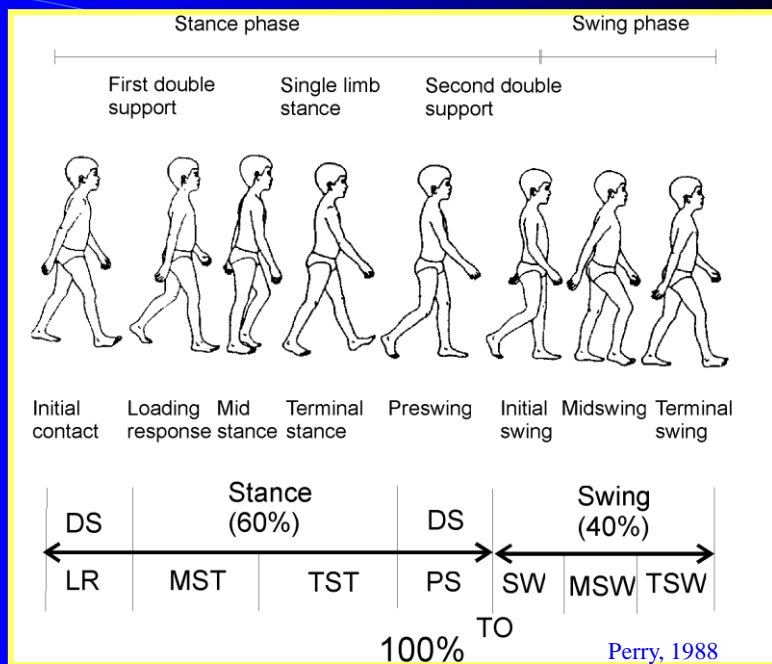 Stance phase
Swing phase
First double
support
Single limb
stance
Second double
support
Initial
contact
Loading
response
Mid
stance
Terminal
stance
Preswing
Initial
swing
Midswing
Terminal
swing
DS
Stance
(60%)
DS
Swing
(40%)
LR
MST
TST
PS
SW
MSW
TSW
TO
100%
Perry, 1988